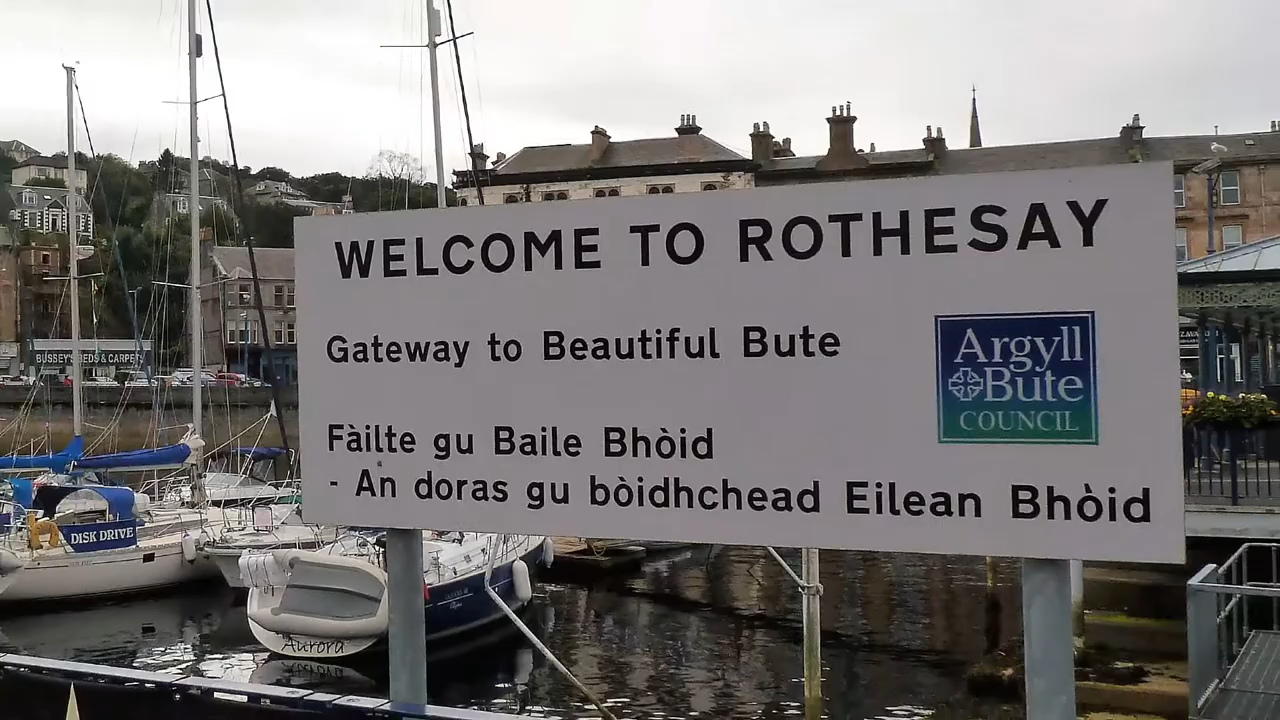 WELCOME TO ROTHESAY
Gateway to Beautiful Bute
Argyll
Bute
COUNCIL
Fàilte gu Baile Bhòid
- An doras gu bòidhchead Eilean Bhòid
BUSSEY'S BEDS & CARPETS
DISK DRIVE
Aurora